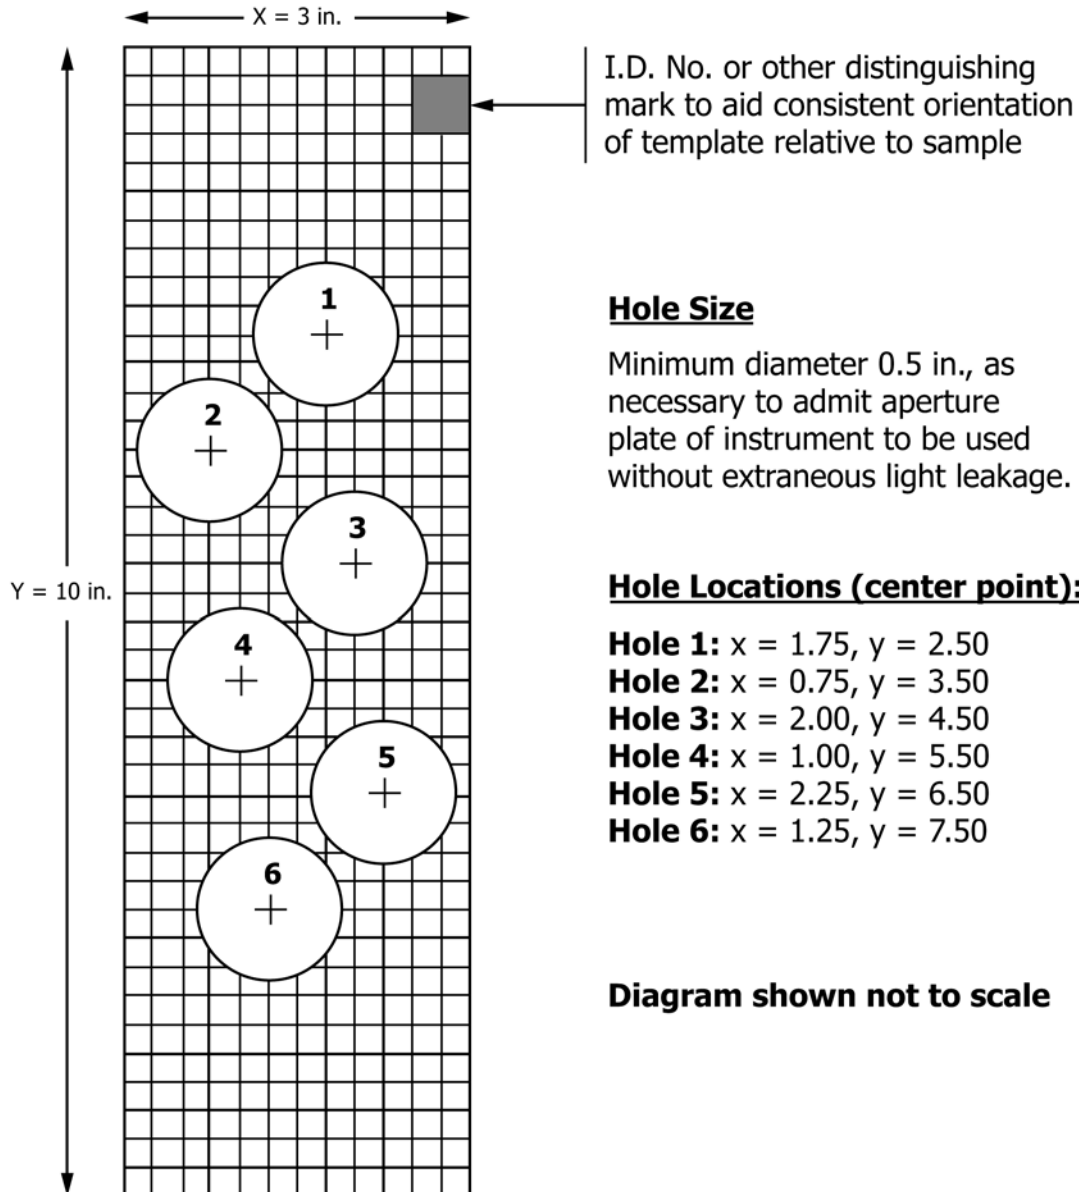 X = 3 in.
I.D. No. or other distinguishing
mark to aid consistent orientation
of template relative to sample
1
Hole Size
Minimum diameter 0.5 in., as
necessary to admit aperture
plate of instrument to be used
without extraneous light leakage.
2
3
Y = 10 in.
Hole Locations (center point):
4
Hole 1: x = 1.75, y = 2.50
Hole 2: x = 0.75, y = 3.50
Hole 3: x = 2.00, y = 4.50
Hole 4: x = 1.00, y = 5.50
Hole 5: x = 2.25, y = 6.50
Hole 6: x = 1.25, y = 7.50
5
6
Diagram shown not to scale